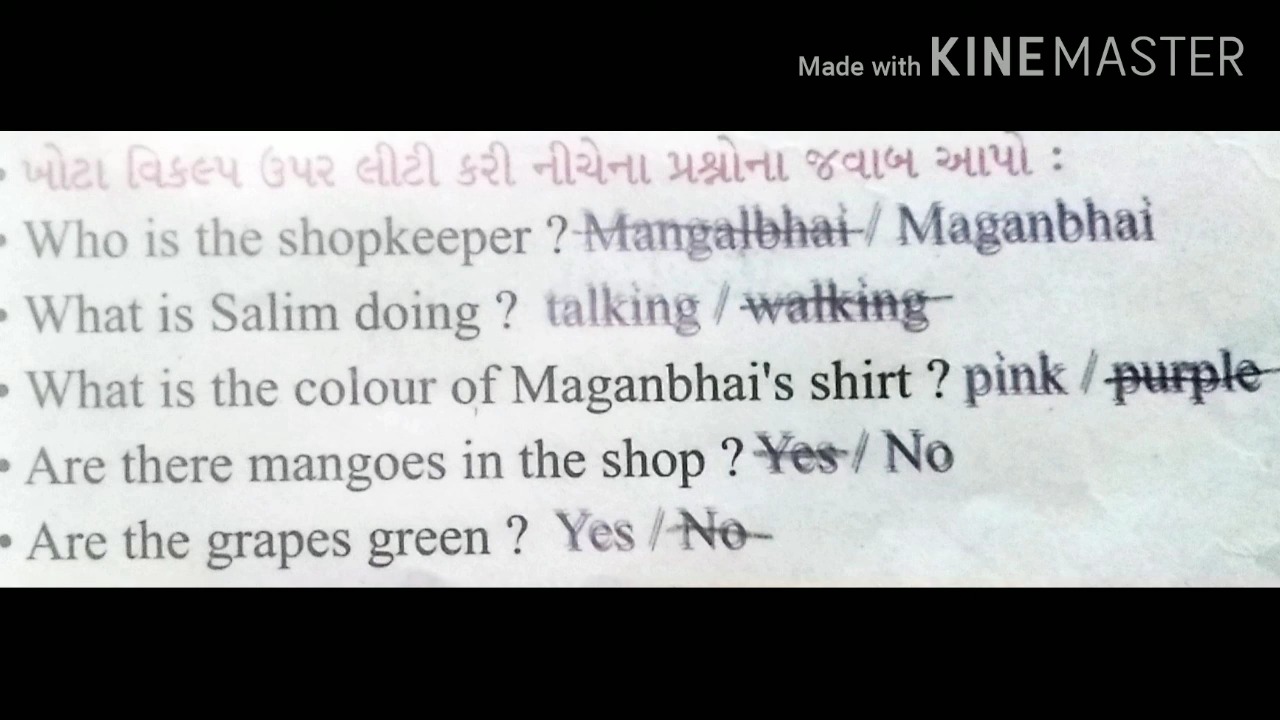 Made with KINEMASTER
• ખોટા વિકલ્પ ઉપર લીટી કરી નીચેના પ્રશ્નોના જવાબ આપો :
• Who is the shopkeeper ? Mangalbhai / Maganbhai
• What is Salim doing ? talking / walking
• What is the colour of Maganbhai's shirt ? pink / purple
• Are there mangoes in the shop ? Yes / No
• Are the grapes green ? Yes / No